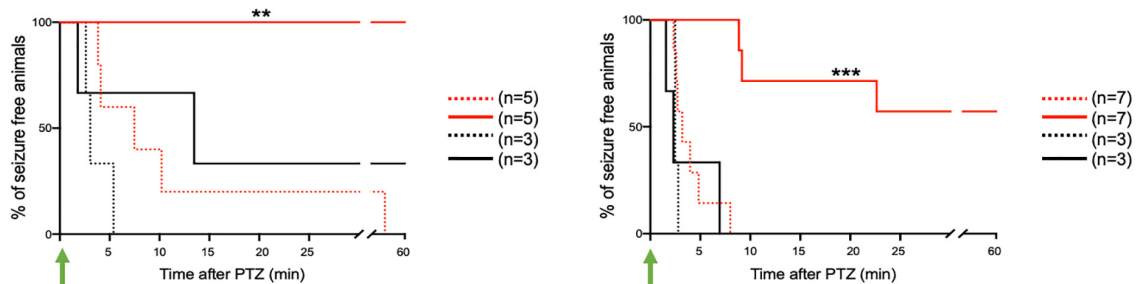 % of seizure free animals
100
50
0
**
5
10
15
20
25
60
Time after PTZ (min)
(n=5)
(n=5)
(n=3)
(n=3)
% of seizure free animals
100
50
0
***
5
10
15
20
25
60
Time after PTZ (min)
(n=7)
(n=7)
(n=3)
(n=3)